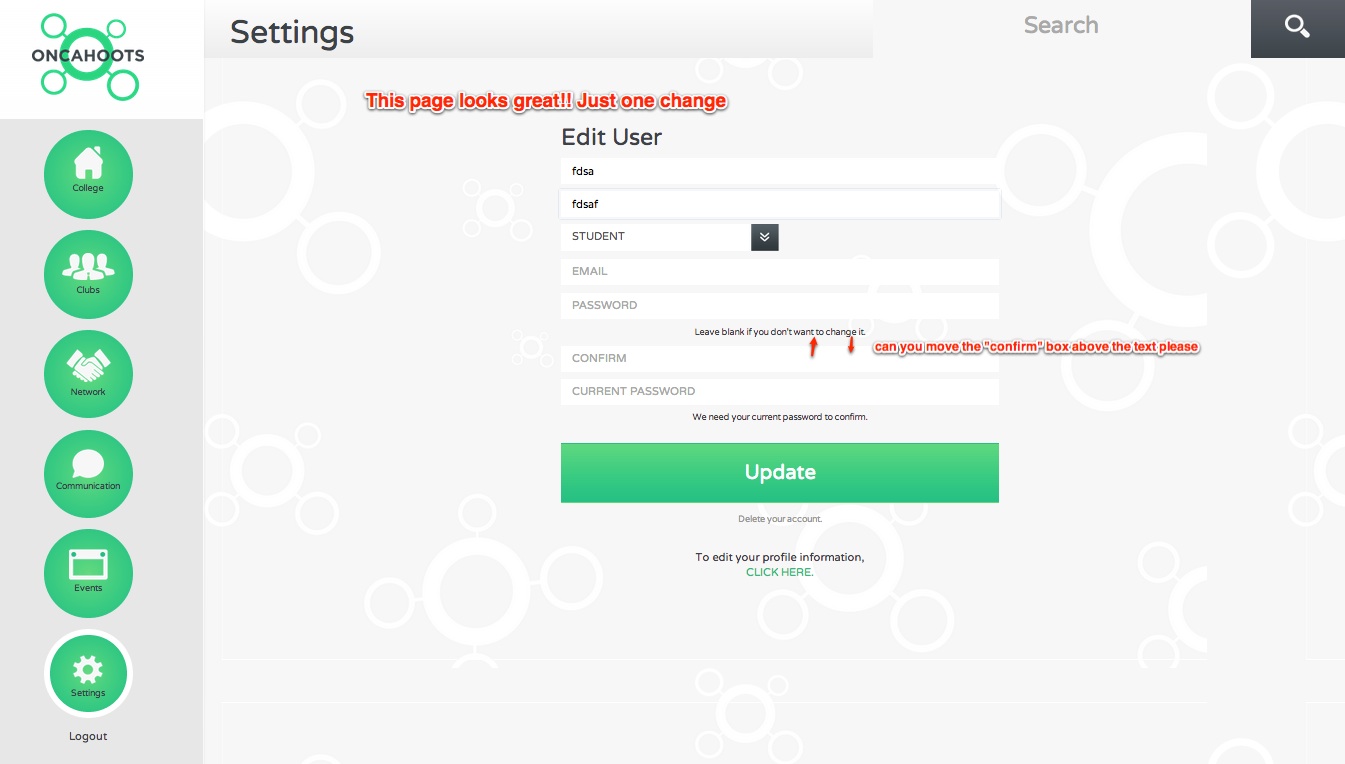 ONCAHOOTS
Settings
Search
This page looks great!! Just one change
Edit User
fdsa
fdsaf
STUDENT
EMAIL
PASSWORD
Leave blank if you don't want to change it.
can you move the "confirm" box above the text please
CONFIRM
CURRENT PASSWORD
We need your current password to confirm.
Update
Delete your account.
To edit your profile information,
CLICK HERE.
College
Clubs
Network
Communication
Events
Settings
Logout